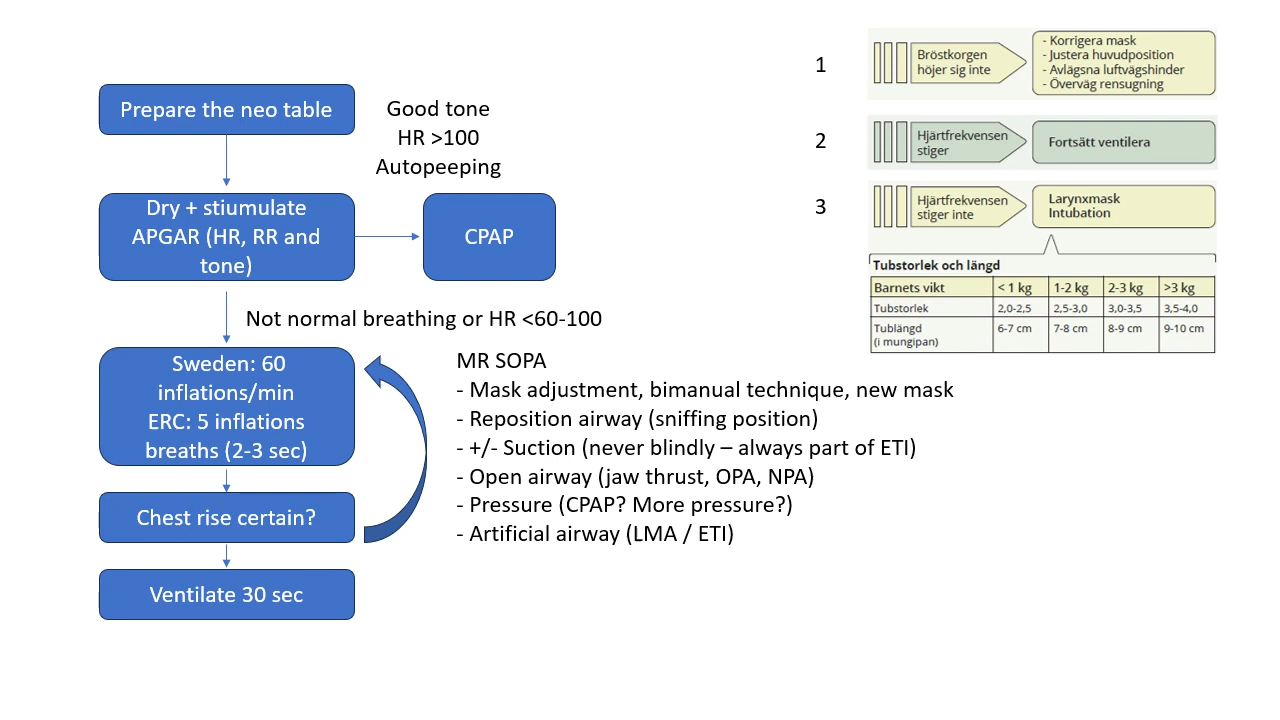 Prepare the neo table
Good tone
HR >100
Autopeeping
Dry + stiumulate
APGAR (HR, RR and
tone)
CPAP
Not normal breathing or HR <60-100
Sweden: 60
inflations/min
ERC: 5 inflations
breaths (2-3 sec)
Chest rise certain?
Ventilate 30 sec
MR SOPA
- Mask adjustment, bimanual technique, new mask
- Reposition airway (sniffing position)
- +/- Suction (never blindly – always part of ETI)
- Open airway (jaw thrust, OPA, NPA)
- Pressure (CPAP? More pressure?)
- Artificial airway (LMA / ETI)
1
Bröstkorgen
höjer sig inte
- Korrigera mask
- Justera huvudposition
- Avlägsna luftvägshinder
- Överväg rensugning
2
Hjärtfrekvensen
stiger
Fortsätt ventilera
3
Hjärtfrekvensen
stiger inte
Larynxmask
Intubation
Tubstorlek och längd
Barnets vikt < 1 kg 1-2 kg 2-3 kg >3 kg
Tubstorlek 2,0-2,5 2,5-3,0 3,0-3,5 3,5-4,0
Tublängd 6-7 cm 7-8 cm 8-9 cm 9-10 cm
(i mungipan)